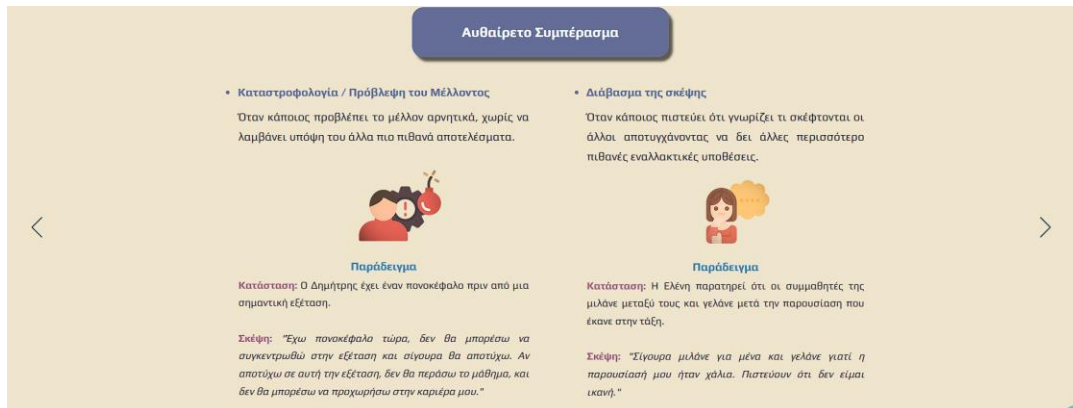 Αυθαίρετο Συμπέρασμα
• Καταστροφολογία / Πρόβλεψη του Μέλλοντος
Όταν κάποιος προβλέπει το μέλλον αρνητικά, χωρίς να
λαμβάνει υπόψη του άλλα πιο πιθανά αποτελέσματα.
Παράδειγμα
Κατάσταση: Ο Δημήτρης έχει έναν πονοκέφαλο πριν από μια
σημαντική εξέταση.
Σκέψη: "Έχω πονοκέφαλο τώρα, δεν θα μπορέσω να
συγκεντρωθώ στην εξέταση και σίγουρα θα αποτύχω. Αν
αποτύχω σε αυτή την εξέταση, δεν θα περάσω το μάθημα, και
δεν θα μπορέσω να προχωρήσω στην καριέρα μου."
• Διάβασμα της σκέψης
Όταν κάποιος πιστεύει ότι γνωρίζει τι σκέφτονται οι
άλλοι αποτυγχάνοντας να δει άλλες περισσότερο
πιθανές εναλλακτικές υποθέσεις.
Παράδειγμα
Κατάσταση: Η Ελένη παρατηρεί ότι οι συμμαθητές της
μιλάνε μεταξύ τους και γελάνε μετά την παρουσίαση που
έκανε στην τάξη.
Σκέψη: "Σίγουρα μιλάνε για μένα και γελάνε γιατί η
παρουσίασή μου ήταν χάλια. Πιστεύουν ότι δεν είμαι
ικανή."